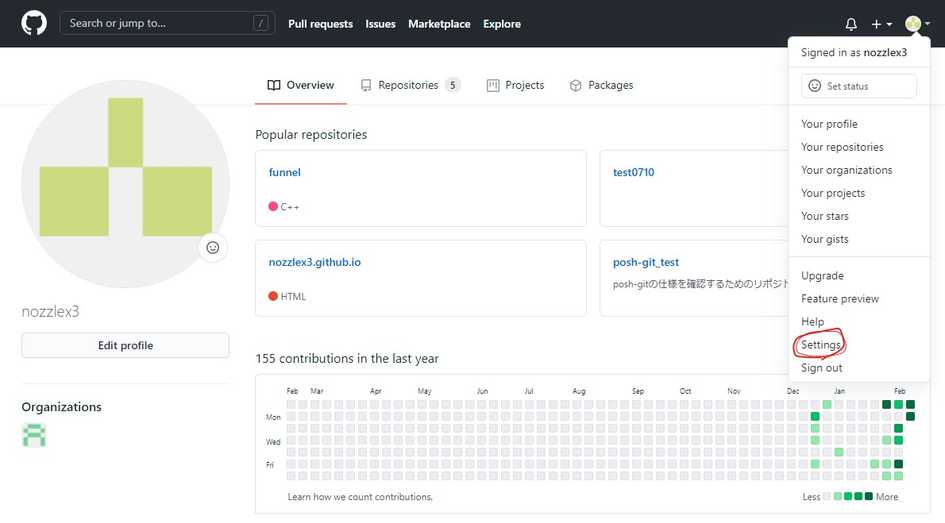 Search or jump to...
/
Pull requests
Issues
Marketplace
Explore
Signed in as nozzlex3
Set status
Your profile
Your repositories
Your organizations
Your projects
Your stars
Your gists
Upgrade
Feature preview
Help
Settings
Sign out
Overview
Repositories 5
Projects
Packages
Popular repositories
funnel
C++
test0710
nozzlex3.github.io
HTML
posh-git_test
posh-gitの仕様を確認するためのリポジト
nozzlex3
Edit profile
Organizations
155 contributions in the last year
Feb Mar Apr May Jun Jul Aug Sep Oct Nov Dec Jan Feb
Mon
Wed
Fri
Learn how we count contributions.
Less
More